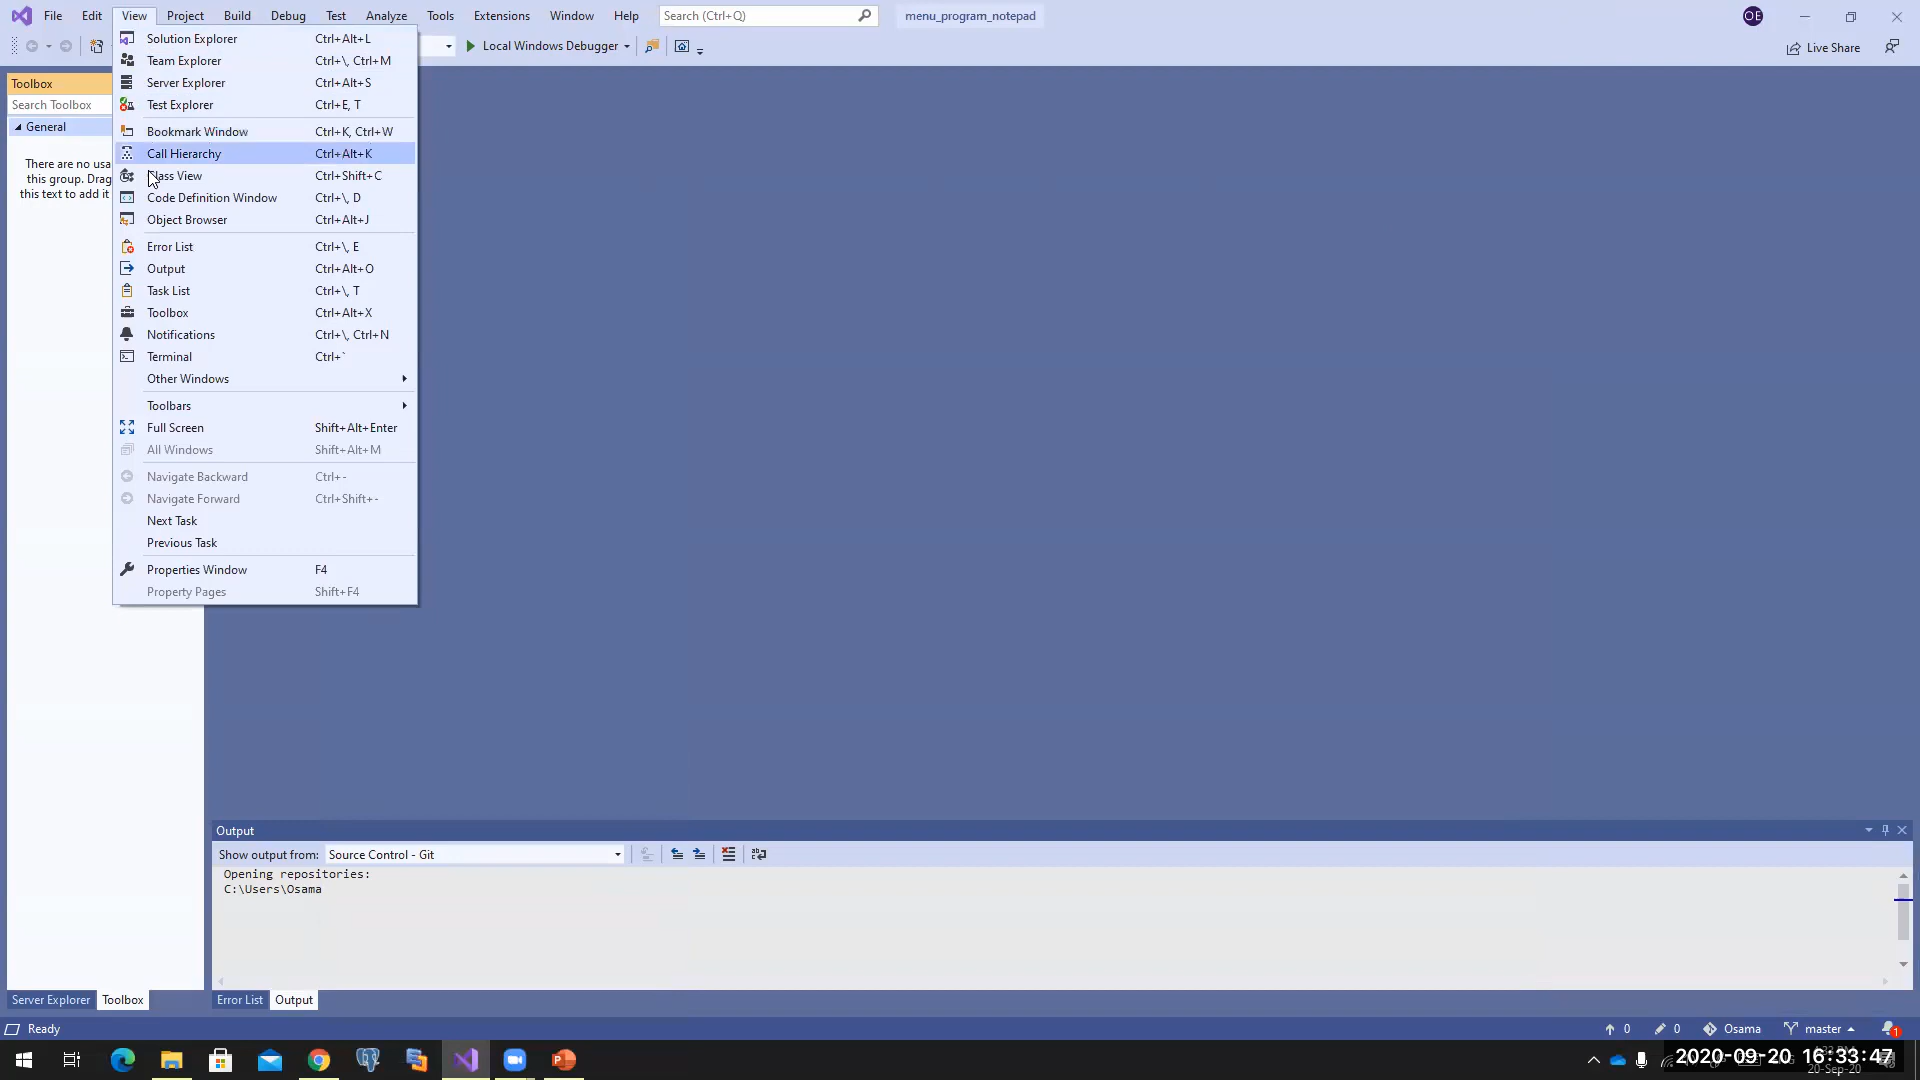 File Edit View Project Build Debug Test Analyze Tools Extensions Window Help Search (Ctrl+Q) menu_program_notepad OE
Local Windows Debugger Live Share
Toolbox
Search Toolbox
General
There are no usa
this group. Drag
this text to add it
Solution Explorer Ctrl+Alt+L
Team Explorer Ctrl+\, Ctrl+M
Server Explorer Ctrl+Alt+S
Test Explorer Ctrl+E, T
Bookmark Window Ctrl+K, Ctrl+W
Call Hierarchy Ctrl+Alt+K
lass View Ctrl+Shift+C
Code Definition Window Ctrl+\, D
Object Browser Ctrl+Alt+J
Error List Ctrl+\, E
Output Ctrl+Alt+O
Task List Ctrl+\, T
Toolbox Ctrl+Alt+X
Notifications Ctrl+\, Ctrl+N
Terminal Ctrl+`
Other Windows
Toolbars
Full Screen Shift+Alt+Enter
All Windows Shift+Alt+M
Navigate Backward Ctrl+-
Navigate Forward Ctrl+Shift+-
Next Task
Previous Task
Properties Window F4
Property Pages Shift+F4
Output
Show output from: Source Control - Git
Opening repositories:
C:\Users\Osama
Server Explorer Toolbox Error List Output
Ready 0 0 Osama master 1
2020-09-20 16:33:47
20-Sep-20